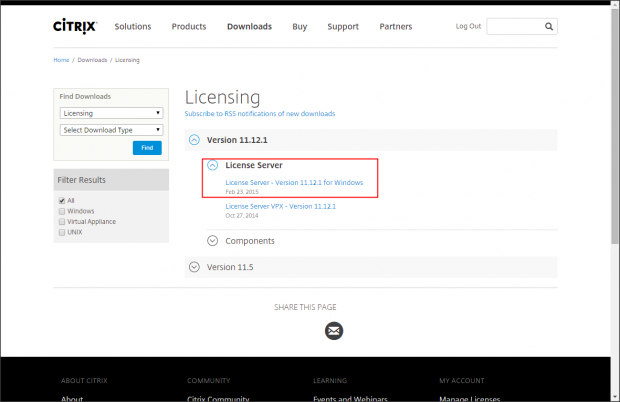 CİTRIX
Solutions Products Downloads Buy Support Partners Log Out
Home / Downloads / Licensing
Find Downloads
Licensing
Select Download Type
Find
Filter Results
All
Windows
Virtual Appliance
UNIX
Licensing
Subscribe to RSS notifications of new downloads
Version 11.12.1
License Server
License Server - Version 11.12.1 for Windows
Feb 23, 2015
License Server VPX - Version 11.12.1
Oct 27, 2014
Components
Version 11.5
SHARE THIS PAGE
ABOUT CITRIX COMMUNITY LEARNING MY ACCOUNT
About Citrix Community Events and Webinars Manage Licenses